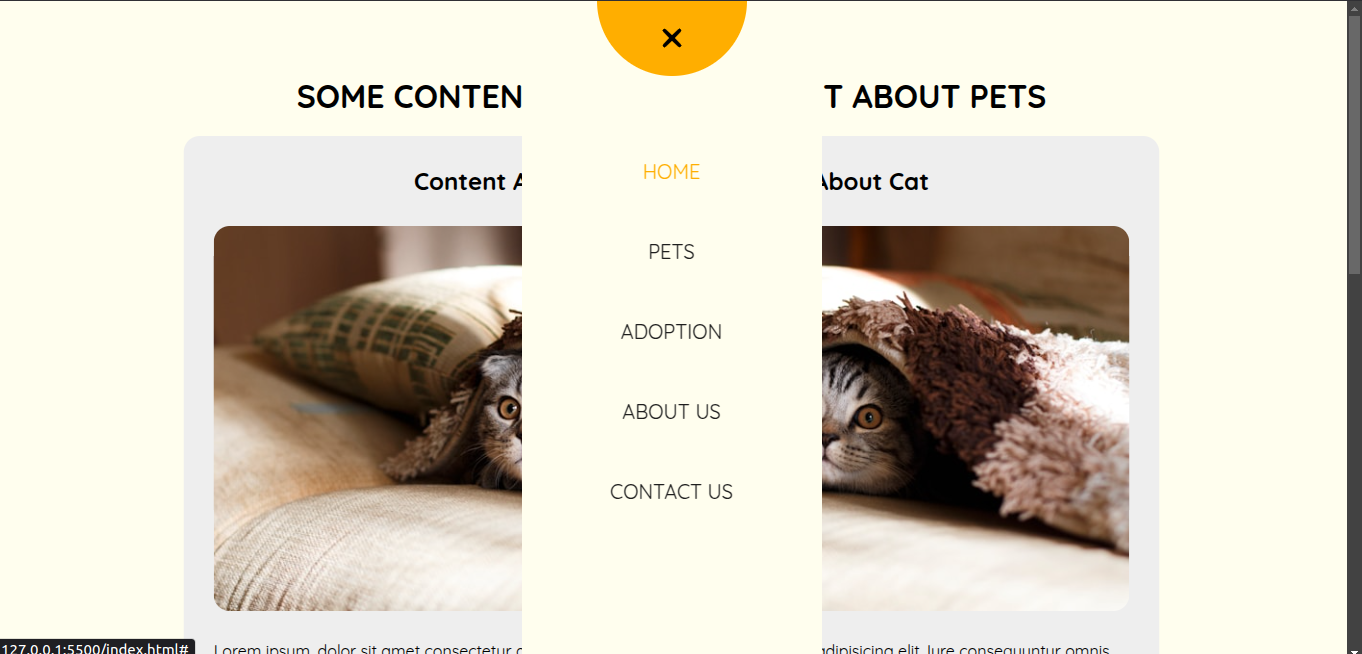 SOME CONTEN T ABOUT PETS
Content A About Cat
HOME
PETS
ADOPTION
ABOUT US
CONTACT US
Lorem ipsum, dolor sit amet consectetur adipisicing elit. Iure consequuntur omnis
127.0.0.1:5500/index.html#